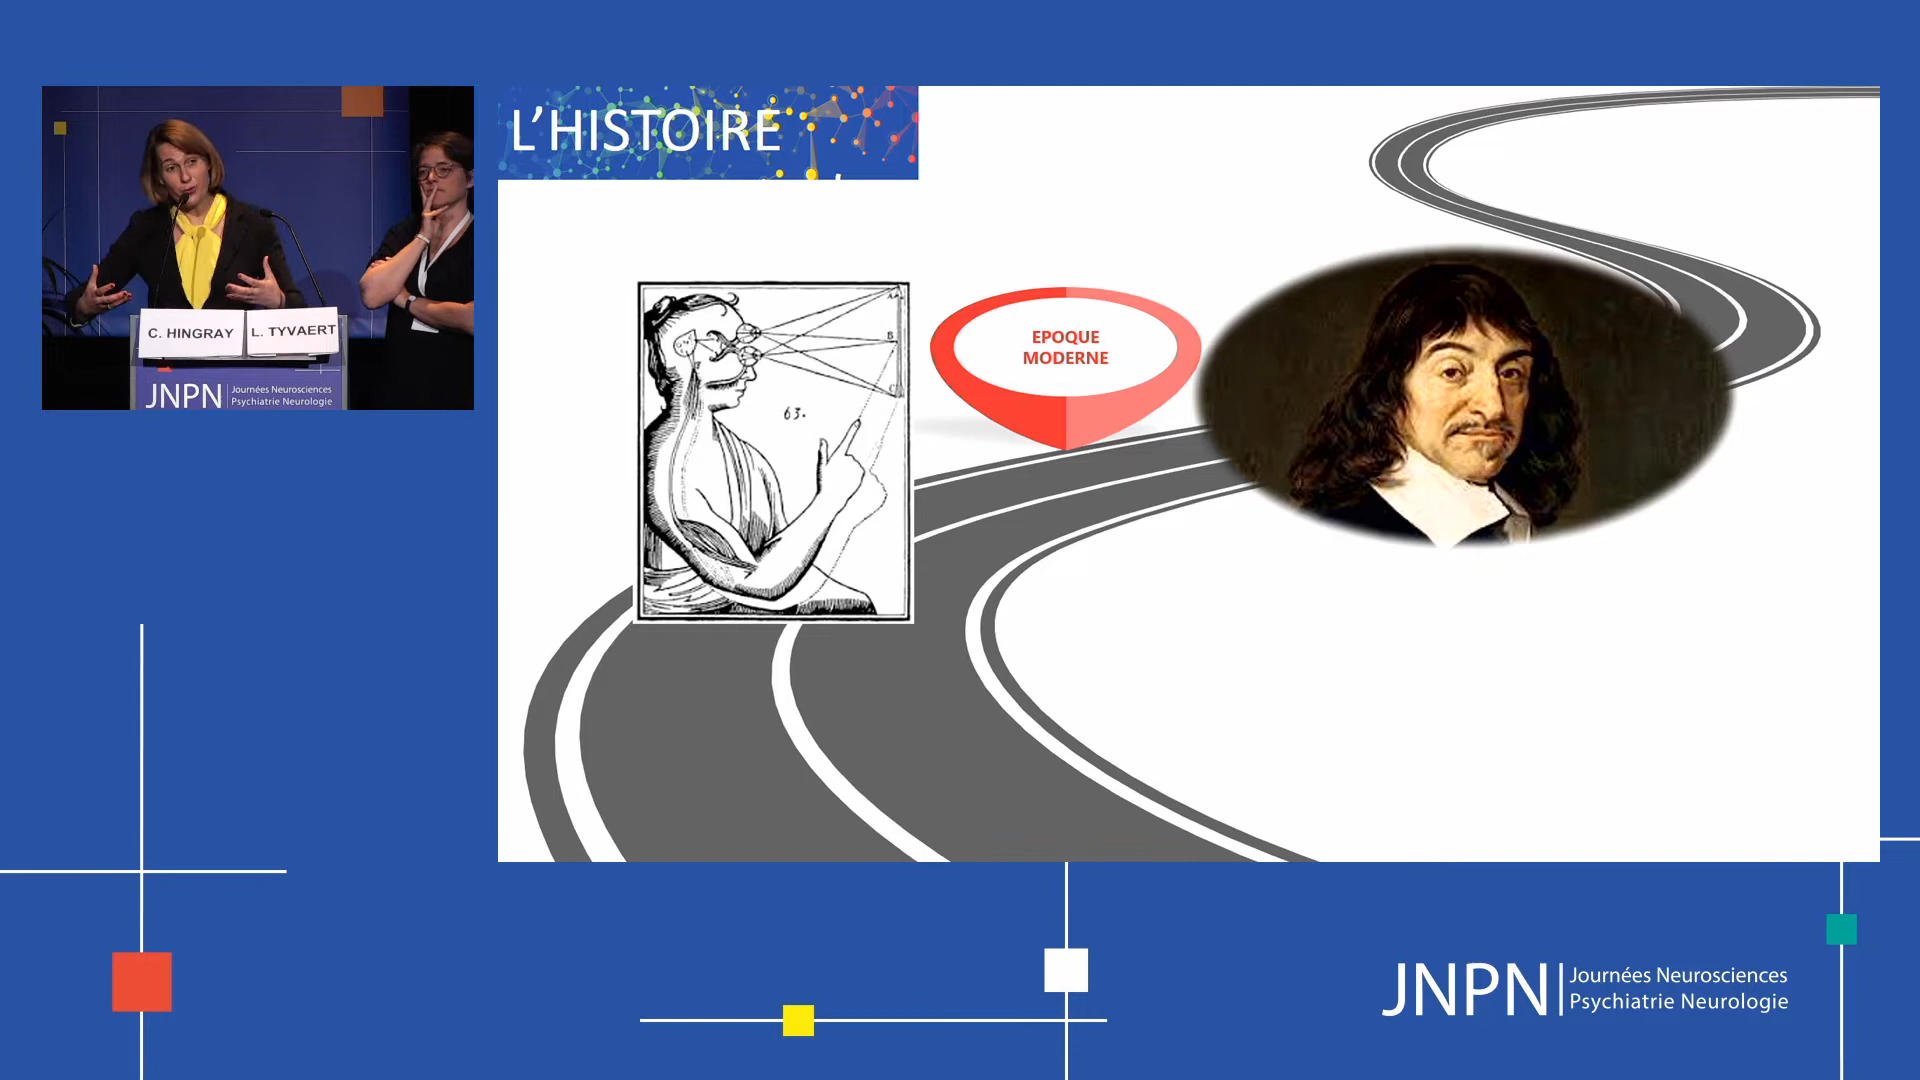 L'HISTOIRE
C. HINGRAY
L. TYVAERT
JNPN
Journées Neurosciences
Psychiatrie Neurologie
63.
B
EPOQUE
MODERNE
JNPN
Journées Neurosciences
Psychiatrie Neurologie